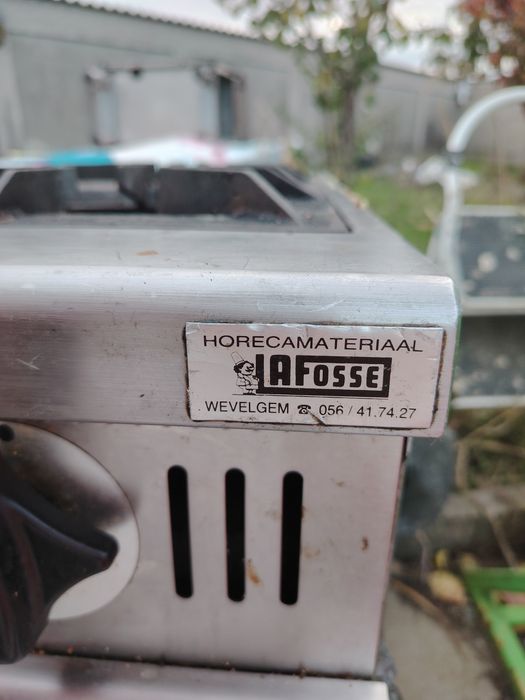 HORECAMATERIAAL
LAFOSSE
WEVELGEM ☎ 056 / 41.74.27